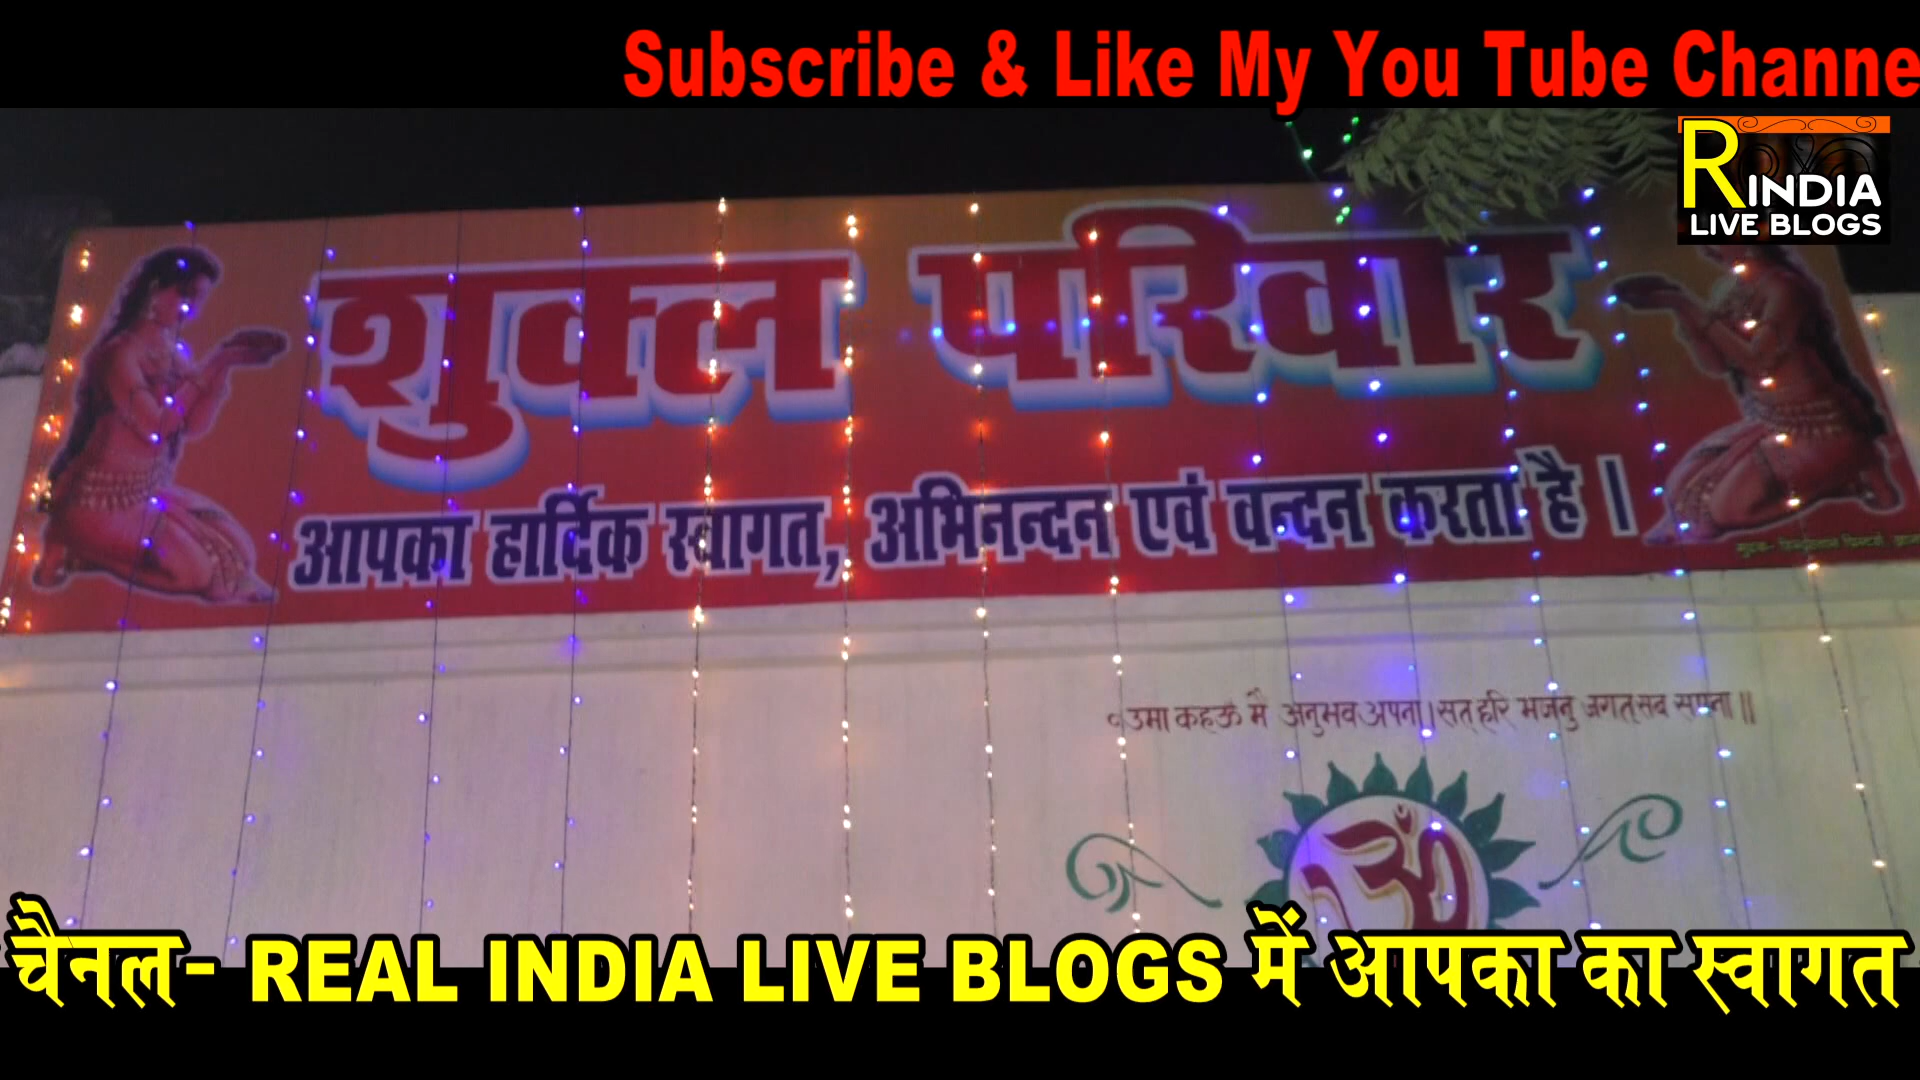 Subscribe & Like My You Tube Channe
R INDIA
LIVE BLOGS
शुक्ल परिवार
आपका हार्दिक स्वागत, अभिनन्दन एवं वन्दन करता है।
उमा कहऊ मै अनुभव अपना। सत हरि भजनु जगत् सब सपना॥
ॐ
चैनल- REAL INDIA LIVE BLOGS में आपका का स्वागत